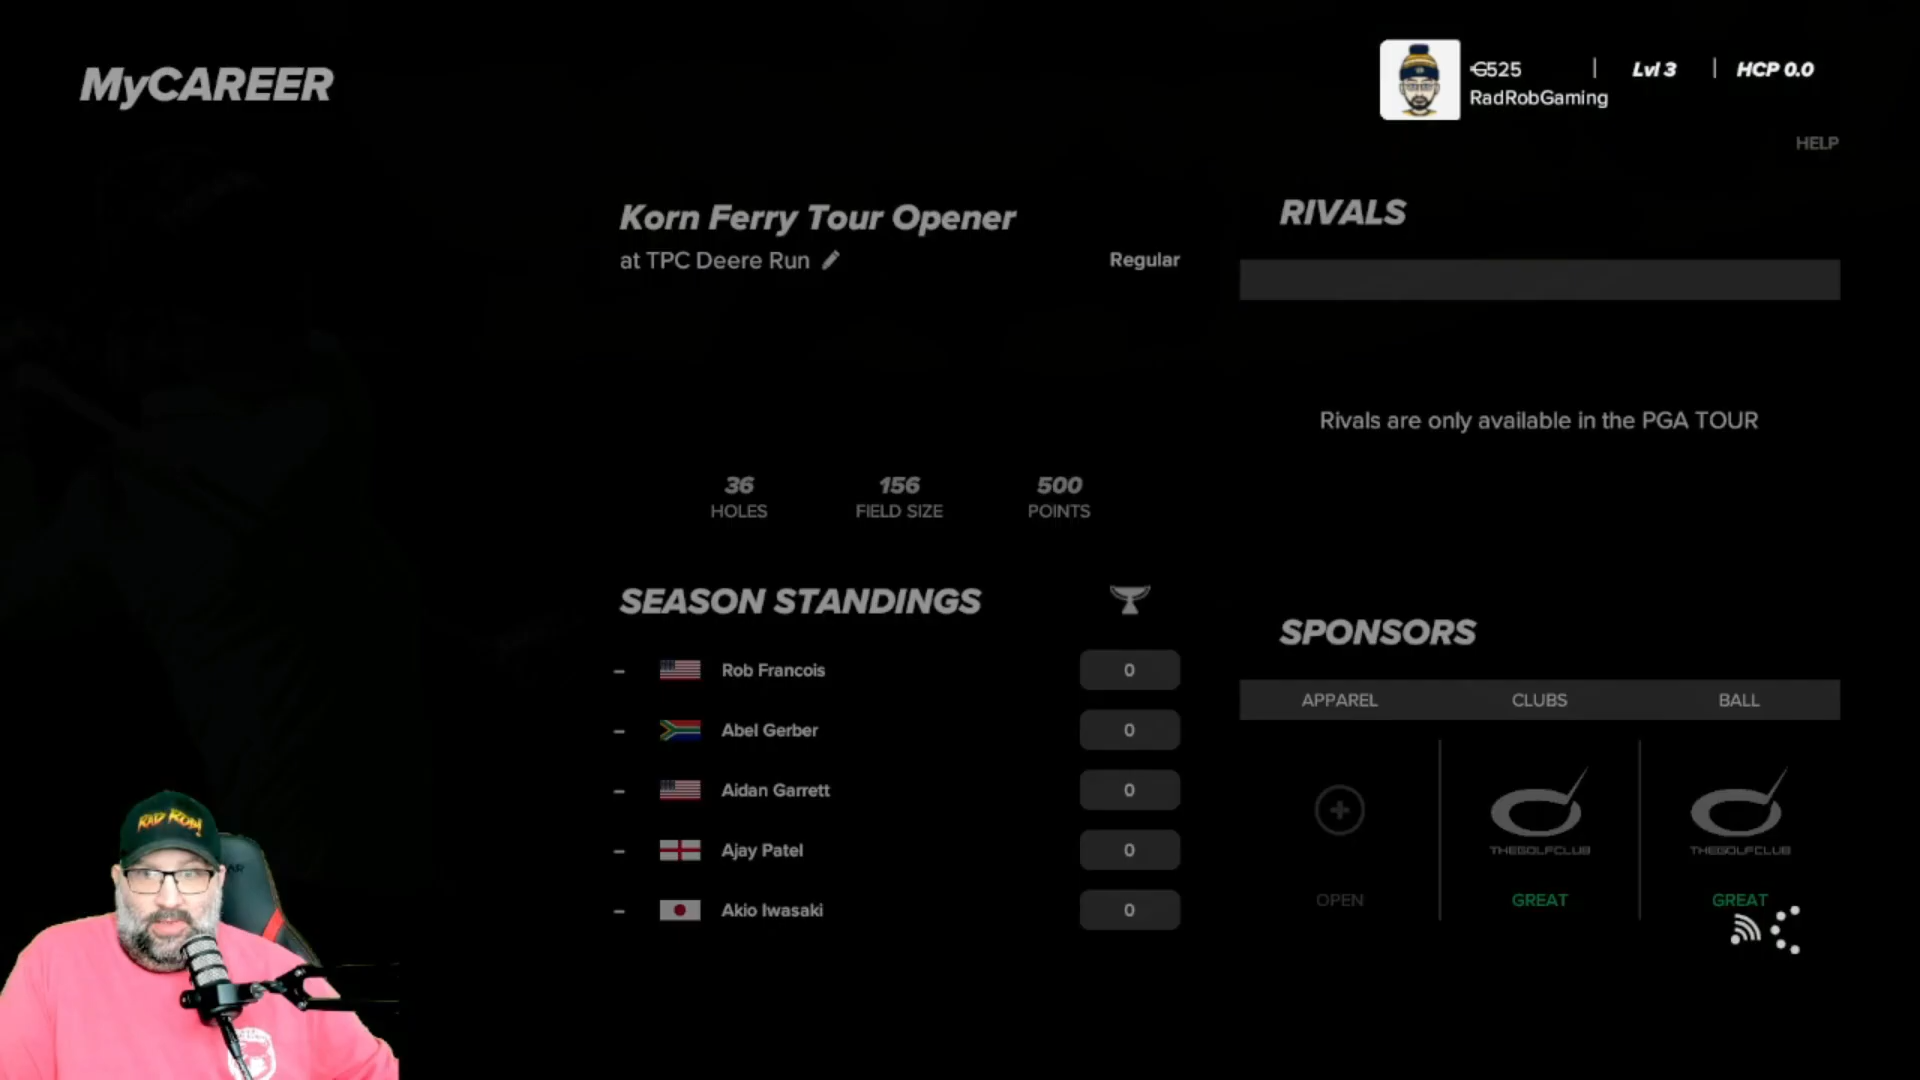 MyCAREER
G525
Lvl 3
HCP 0.0
RadRobGaming
HELP
Korn Ferry Tour Opener
at TPC Deere Run
Regular
RIVALS
Rivals are only available in the PGA TOUR
36
HOLES
156
FIELD SIZE
500
POINTS
SEASON STANDINGS
– Rob Francois 0
– Abel Gerber 0
– Aidan Garrett 0
– Ajay Patel 0
– Akio Iwasaki 0
SPONSORS
APPAREL CLUBS BALL
THEGOLFCLUB THEGOLFCLUB
OPEN GREAT GREAT
RAD ROB!